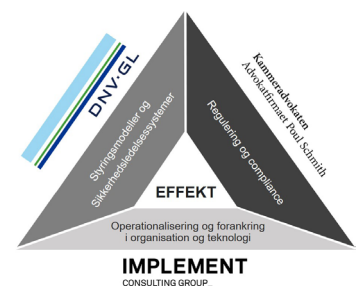 DNV·GL
Styringsmodeller og
Sikkerhedsledelsessystemer
Kammeradvokaten
Advokatfirmaet Poul Schmith
Regulering og compliance
EFFEKT
Operationalisering og forankring
i organisation og teknologi
IMPLEMENT
CONSULTING GROUP